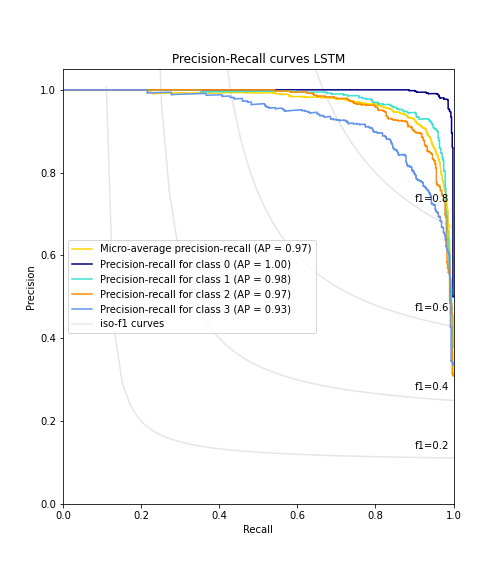 Precision-Recall curves LSTM
1.0
0.8
0.6
0.4
0.2
0.0
Precision
f1=0.8
f1=0.6
f1=0.4
f1=0.2
Micro-average precision-recall (AP = 0.97)
Precision-recall for class 0 (AP = 1.00)
Precision-recall for class 1 (AP = 0.98)
Precision-recall for class 2 (AP = 0.97)
Precision-recall for class 3 (AP = 0.93)
iso-f1 curves
0.0 0.2 0.4 0.6 0.8 1.0
Recall